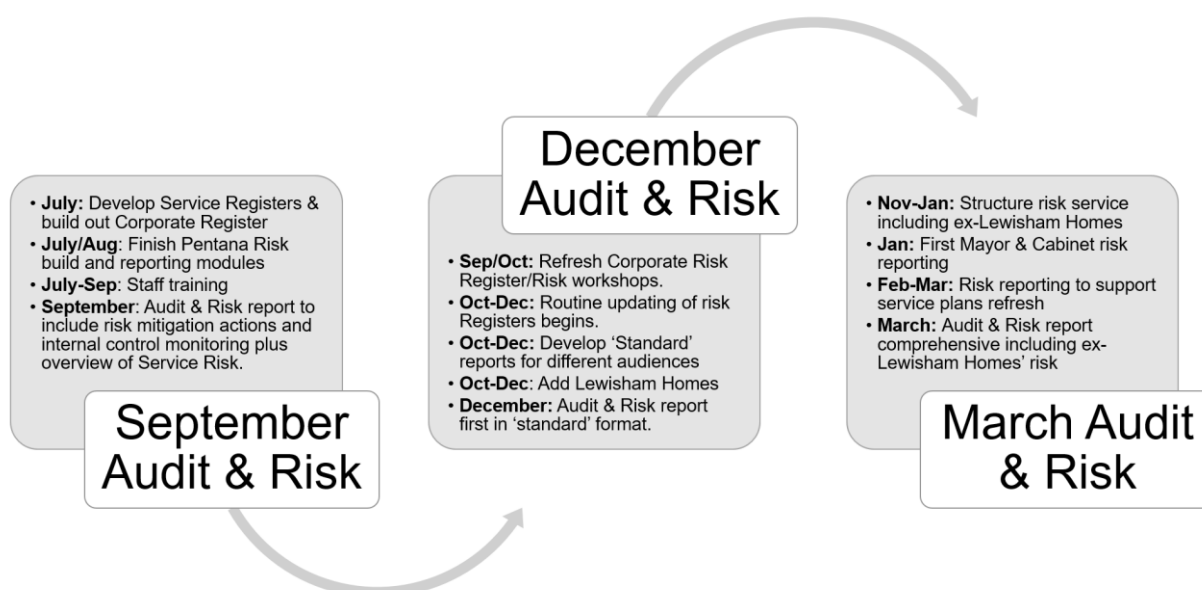 • July: Develop Service Registers &
build out Corporate Register
• July/Aug: Finish Pentana Risk
build and reporting modules
• July-Sep: Staff training
• September: Audit & Risk report to
include risk mitigation actions and
internal control monitoring plus
overview of Service Risk.
September
Audit & Risk
December
Audit & Risk
• Sep/Oct: Refresh Corporate Risk
Register/Risk workshops.
• Oct-Dec: Routine updating of risk
Registers begins.
• Oct-Dec: Develop ‘Standard’
reports for different audiences
• Oct-Dec: Add Lewisham Homes
• December: Audit & Risk report
first in ‘standard’ format.
• Nov-Jan: Structure risk service
including ex-Lewisham Homes
• Jan: First Mayor & Cabinet risk
reporting
• Feb-Mar: Risk reporting to support
service plans refresh
• March: Audit & Risk report
comprehensive including ex-
Lewisham Homes’ risk
March Audit
& Risk